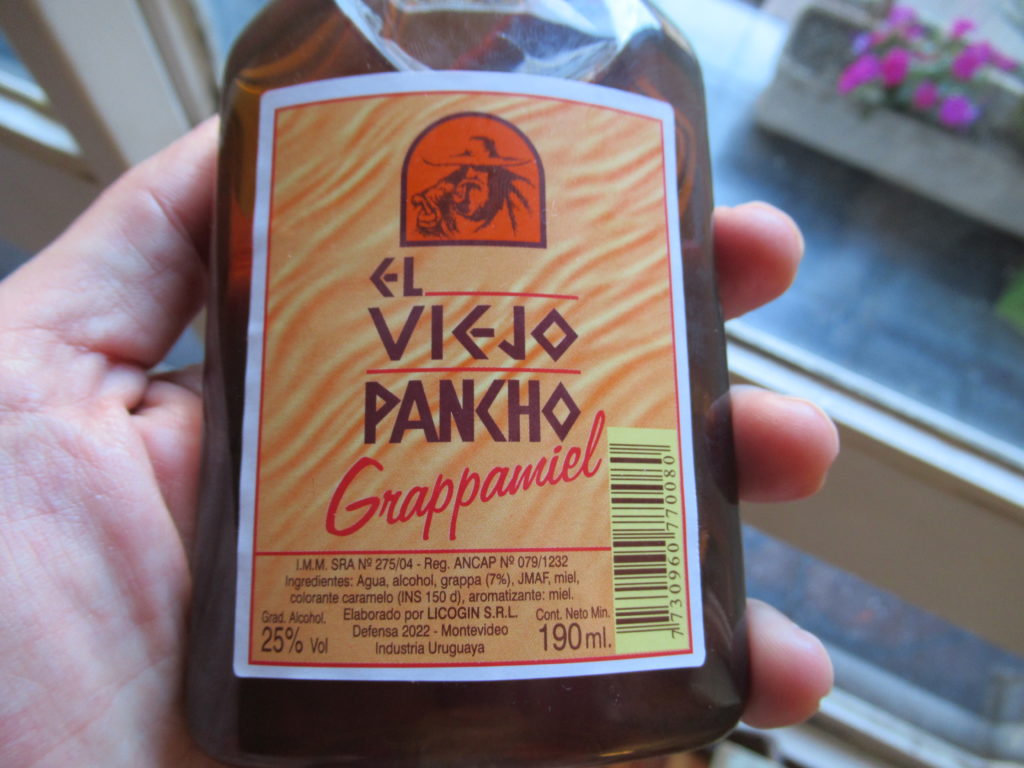 EL
VIEJO
PANCHO
Grappamiel
I.M.M. SRA Nº 275/04 - Reg. ANCAP Nº 079/1232
Ingredientes: Agua, alcohol, grappa (7%), JMAF, miel,
colorante caramelo (INS 150 d), aromatizante: miel.
Grad. Alcohol.
25% Vol
Elaborado por LICOGIN S.R.L.
Defensa 2022 - Montevideo
Industria Uruguaya
Cont. Neto Min.
190 ml.
7730960770080